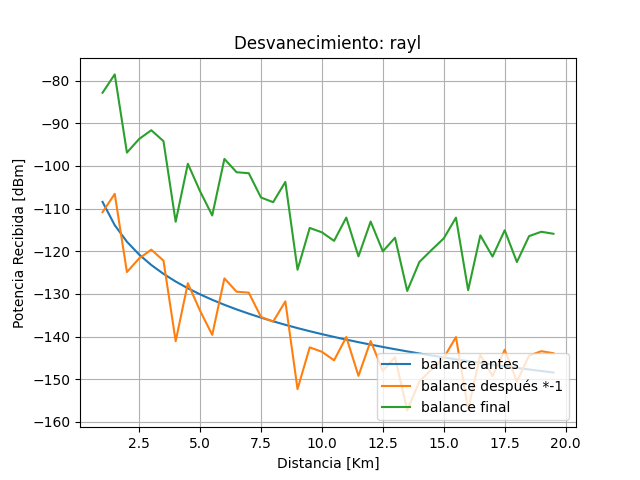 Desvanecimiento: rayl
Potencia Recibida [dBm]
−80
−90
−100
−110
−120
−130
−140
−150
−160
balance antes
balance después *-1
balance final
2.5 5.0 7.5 10.0 12.5 15.0 17.5 20.0
Distancia [Km]